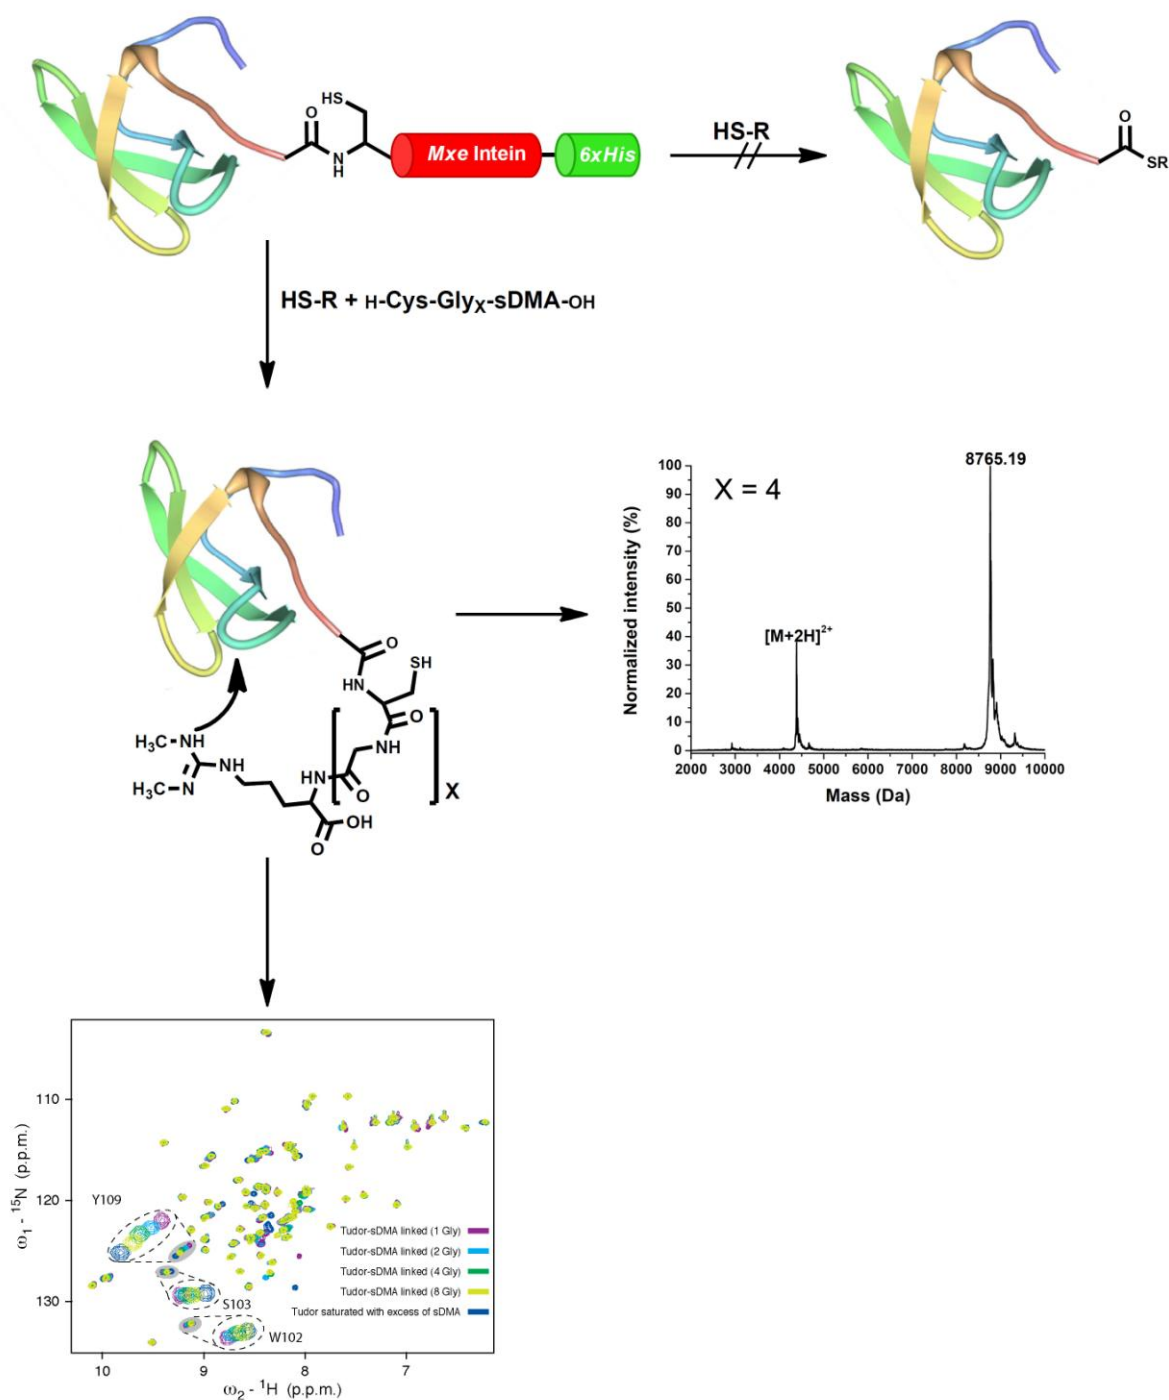 HS
O
N
H
Mxe Intein
6xHis
HS-R
O
SR
HS-R + H-Cys-GlyX-sDMA-OH
O
HN
SH
O
NH
H3C-NH
NH
H3C-N
HN
O
X
OH
O
X = 4
8765.19
[M+2H]2+
Normalized intensity (%)
100
90
80
70
60
50
40
30
20
10
0
2000 3000 4000 5000 6000 7000 8000 9000 10000
Mass (Da)
110
120
130
ω1 - 15N (p.p.m.)
Y109
S103
W102
Tudor-sDMA linked (1 Gly)
Tudor-sDMA linked (2 Gly)
Tudor-sDMA linked (4 Gly)
Tudor-sDMA linked (8 Gly)
Tudor saturated with excess of sDMA
10 9 8 7
ω2 - 1H (p.p.m.)